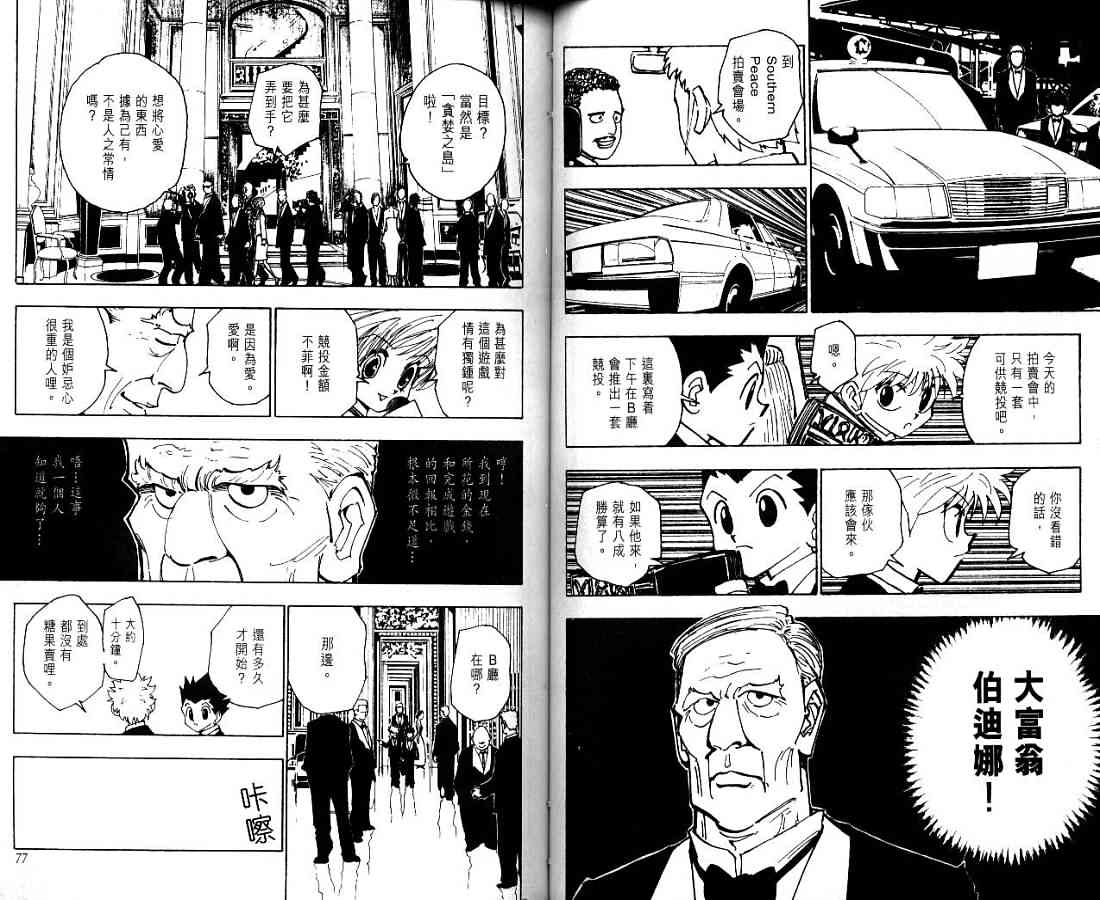 到
Southern
Peace
拍賣會場。
今天的
拍賣會中，
只有一套
可供競投吧。
嗯。
這裏寫着
下午在B廳
會推出一套
競投。
你沒看錯
的話，
那傢伙
應該會來。
如果他來，
就有八成
勝算了。
大富翁
伯迪娜！
目標？
當然是
「貪婪之島」
啦！
為甚麼
要把它
弄到手？
想將心愛
的東西
據為己有，
不是人之常情
嗎？
為甚麼對
這個遊戲
情有獨鍾呢？
競投金額
不菲啊！
是因為愛。
愛啊。
我是個妒忌心
很重的人哩。
哼！
我到現在
所花的金錢，
和完成遊戲
的回報相比，
根本微不足道…
唔…這事
我一個人
知道就夠了…
B廳
在哪？
那邊。
還有多久
才開始？
大約
十分鐘。
到處
都沒有
糖果賣哩。
咔嚓
77